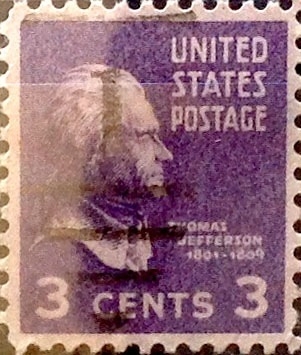 UNITED
STATES
POSTAGE
THOMAS
JEFFERSON
1801-1809
3 CENTS 3